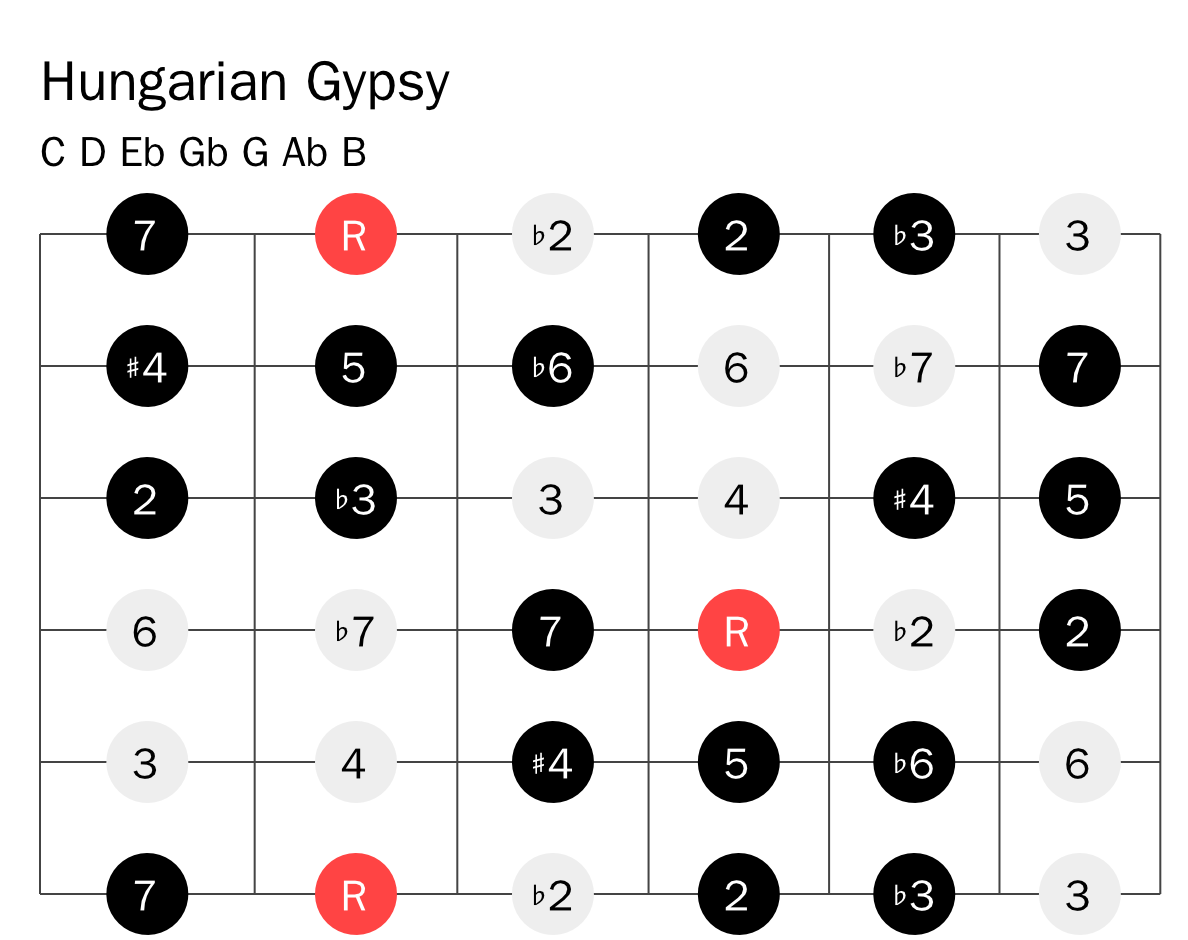 Hungarian Gypsy
C D Eb Gb G Ab B
7 R ♭2 2 ♭3 3
♯4 5 ♭6 6 ♭7 7
2 ♭3 3 4 ♯4 5
6 ♭7 7 R ♭2 2
3 4 ♯4 5 ♭6 6
7 R ♭2 2 ♭3 3